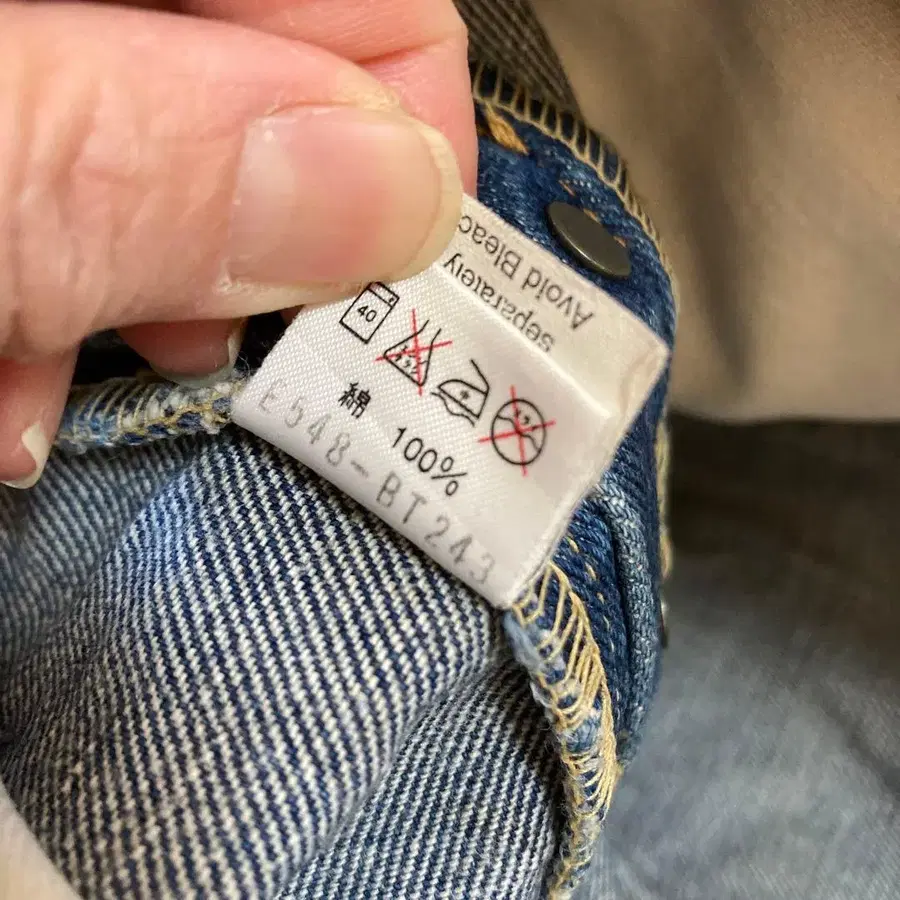 separately
Avoid Bleac
40
綿 100%
E548-BT243